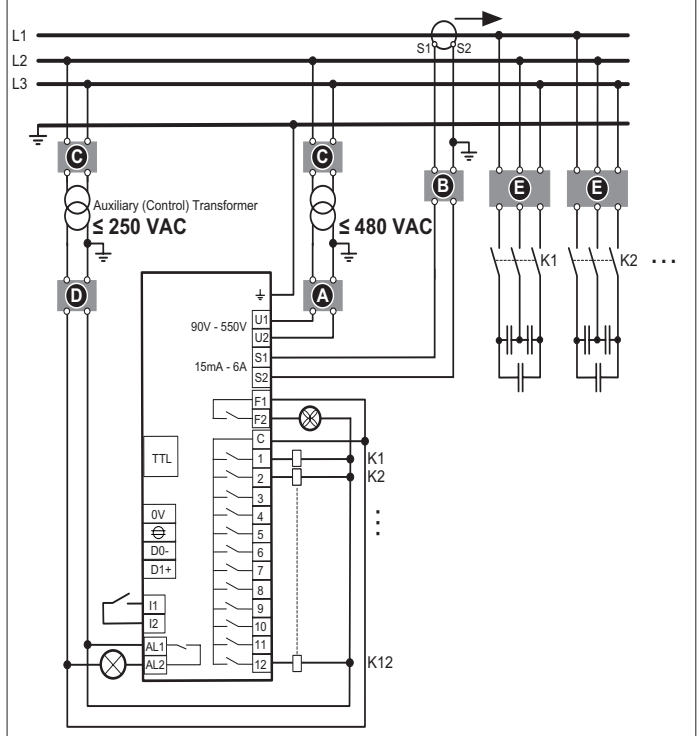 L1
S1 S2
L2
L3
C C B E E
Auxiliary (Control) Transformer
≤ 250 VAC ≤ 480 VAC
K1 K2 ...
D A
90V - 550V U1
U2
15mA - 6A S1
S2
F1
F2
C
TTL 1 K1
2 K2
3
0V 4
5
D0- 6
D1+ 7
8
I1 9
I2 10
AL1 11
AL2 12 K12